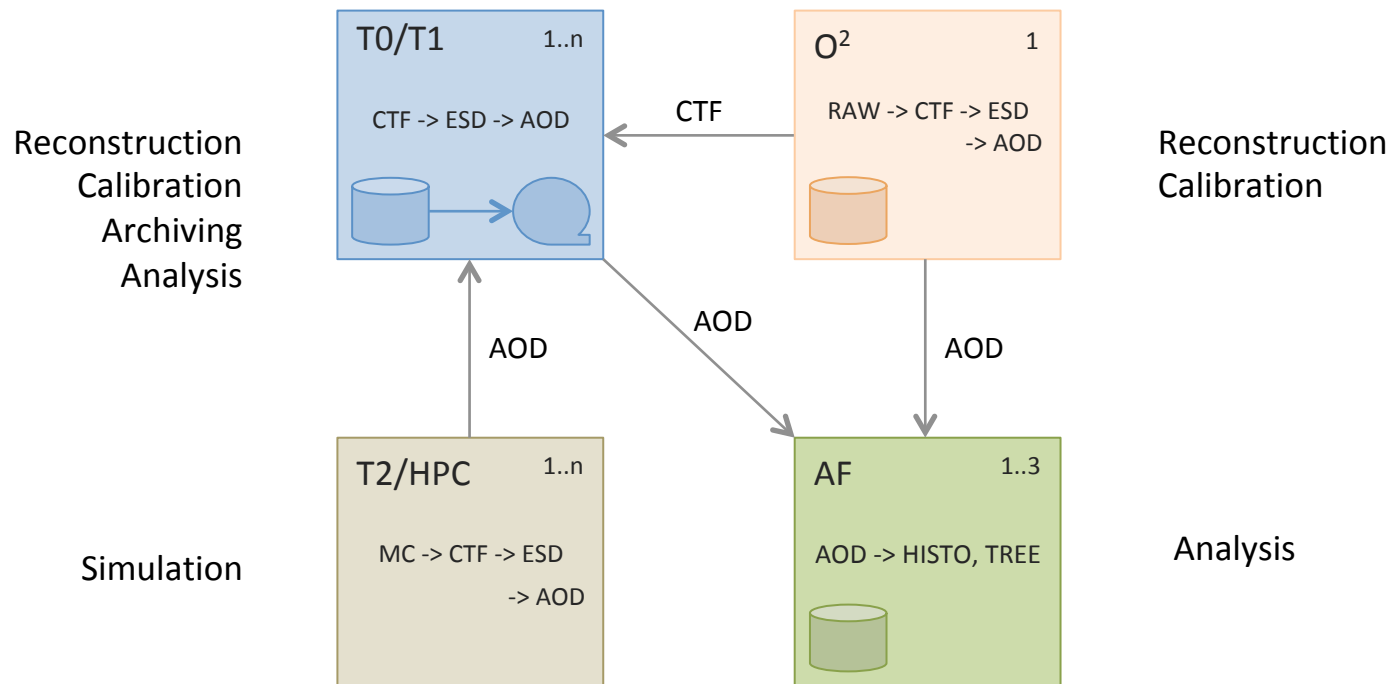 T0/T1 1..n
CTF -> ESD -> AOD
Reconstruction
Calibration
Archiving
Analysis
CTF
O² 1
RAW -> CTF -> ESD
-> AOD
Reconstruction
Calibration
AOD
AOD
AOD
T2/HPC 1..n
MC -> CTF -> ESD
-> AOD
Simulation
AF 1..3
AOD -> HISTO, TREE
Analysis